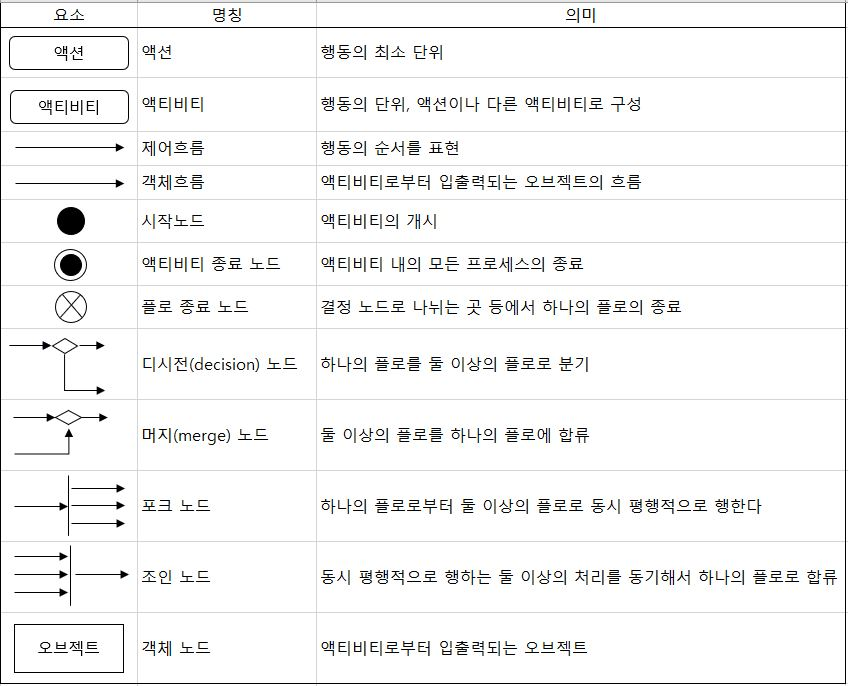 요소 명칭 의미
액션 액션 행동의 최소 단위
액티비티 액티비티 행동의 단위, 액션이나 다른 액티비티로 구성
제어흐름 행동의 순서를 표현
객체흐름 액티비티로부터 입출력되는 오브젝트의 흐름
시작노드 액티비티의 개시
액티비티 종료 노드 액티비티 내의 모든 프로세스의 종료
플로 종료 노드 결정 노드로 나뉘는 곳 등에서 하나의 플로의 종료
디시전(decision) 노드 하나의 플로를 둘 이상의 플로로 분기
머지(merge) 노드 둘 이상의 플로를 하나의 플로에 합류
포크 노드 하나의 플로로부터 둘 이상의 플로로 동시 평행적으로 행한다
조인 노드 동시 평행적으로 행하는 둘 이상의 처리를 동기해서 하나의 플로로 합류
오브젝트 객체 노드 액티비티로부터 입출력되는 오브젝트